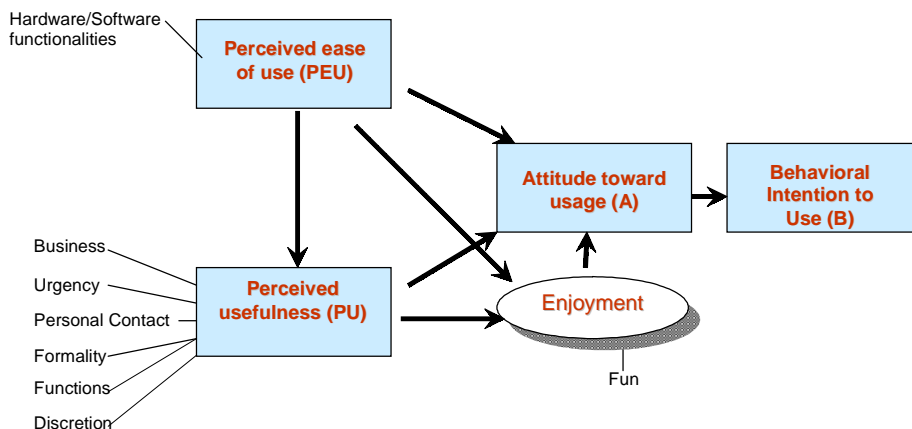 Hardware/Software
functionalities
Perceived ease
of use (PEU)
Attitude toward
usage (A)
Behavioral
Intention to
Use (B)
Business
Urgency
Personal Contact
Formality
Functions
Discretion
Perceived
usefulness (PU)
Enjoyment
Fun